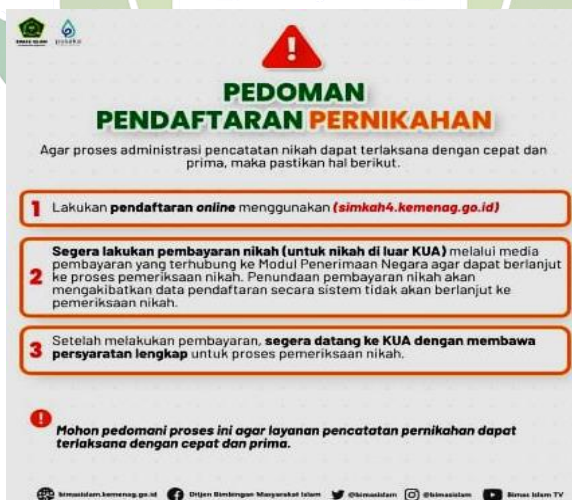 BIMAS ISLAM
PEDOMAN
PENDAFTARAN PERNIKAHAN
Agar proses administrasi pencatatan nikah dapat terlaksana dengan cepat dan
prima, maka pastikan hal berikut.
1 Lakukan pendaftaran online menggunakan (simkah4.kemenag.go.id)
Segera lakukan pembayaran nikah (untuk nikah di luar KUA) melalui media
pembayaran yang terhubung ke Modul Penerimaan Negara agar dapat berlanjut
2 ke proses pemeriksaan nikah. Penundaan pembayaran nikah akan
mengakibatkan data pendaftaran secara sistem tidak akan berlanjut ke
pemeriksaan nikah.
3 Setelah melakukan pembayaran, segera datang ke KUA dengan membawa
persyaratan lengkap untuk proses pemeriksaan nikah.
Mohon pedomani proses ini agar layanan pencatatan pernikahan dapat
terlaksana dengan cepat dan prima.
bimasislam.kemenag.go.id Ditjen Bimbingan Masyarakat Islam @bimasislam @bimasislam Bimas Islam TV